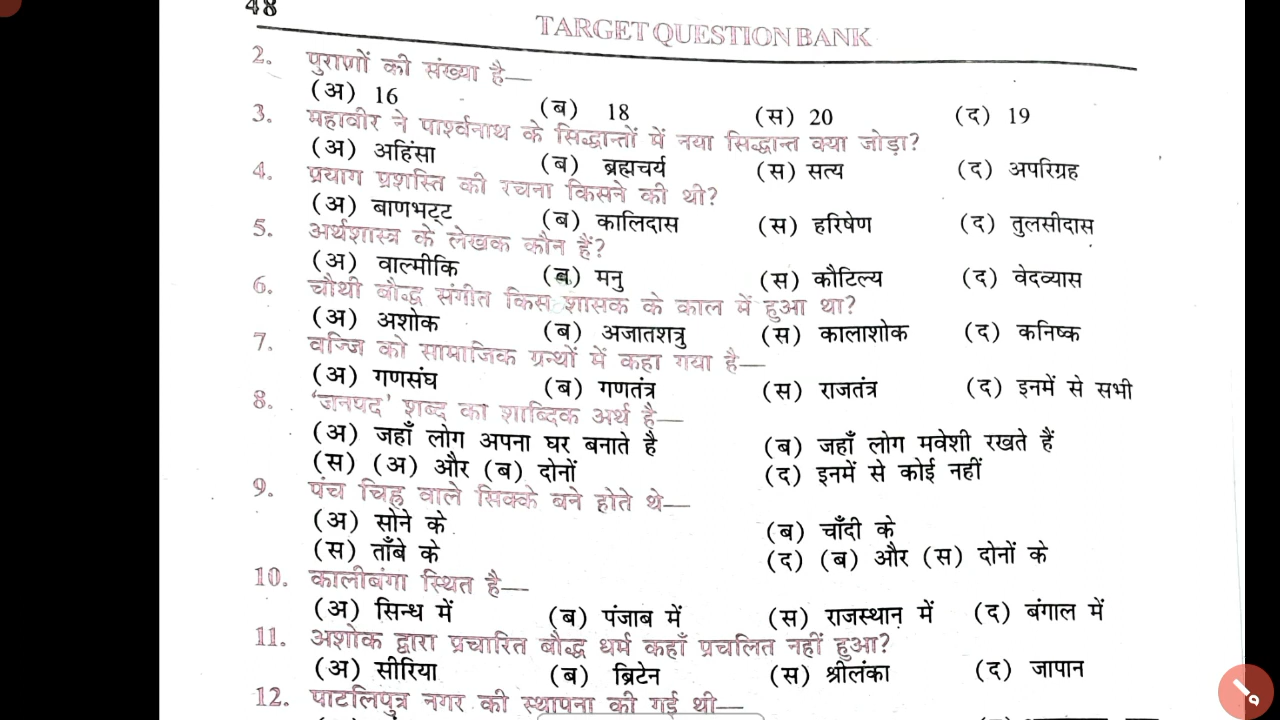 48
TARGET QUESTION BANK
2. पुराणों की संख्या है—
(अ) 16 (ब) 18 (स) 20 (द) 19
3. महावीर ने पार्श्वनाथ के सिद्धान्तों में नया सिद्धान्त क्या जोड़ा?
(अ) अहिंसा (ब) ब्रह्मचर्य (स) सत्य (द) अपरिग्रह
4. प्रयाग प्रशस्ति की रचना किसने की थी?
(अ) बाणभट्ट (ब) कालिदास (स) हरिषेण (द) तुलसीदास
5. अर्थशास्त्र के लेखक कौन हैं?
(अ) वाल्मीकि (ब) मनु (स) कौटिल्य (द) वेदव्यास
6. चौथी बौद्ध संगीत किस शासक के काल में हुआ था?
(अ) अशोक (ब) अजातशत्रु (स) कालाशोक (द) कनिष्क
7. वज्जि को सामाजिक ग्रन्थों में कहा गया है—
(अ) गणसंघ (ब) गणतंत्र (स) राजतंत्र (द) इनमें से सभी
8. 'जनपद' शब्द का शाब्दिक अर्थ है—
(अ) जहाँ लोग अपना घर बनाते है (ब) जहाँ लोग मवेशी रखते हैं
(स) (अ) और (ब) दोनों (द) इनमें से कोई नहीं
9. पंच चिह्न वाले सिक्के बने होते थे—
(अ) सोने के (ब) चाँदी के
(स) ताँबे के (द) (ब) और (स) दोनों के
10. कालीबंगा स्थित है—
(अ) सिन्ध में (ब) पंजाब में (स) राजस्थान में (द) बंगाल में
11. अशोक द्वारा प्रचारित बौद्ध धर्म कहाँ प्रचलित नहीं हुआ?
(अ) सीरिया (ब) ब्रिटेन (स) श्रीलंका (द) जापान
12. पाटलिपुत्र नगर की स्थापना की गई थी—